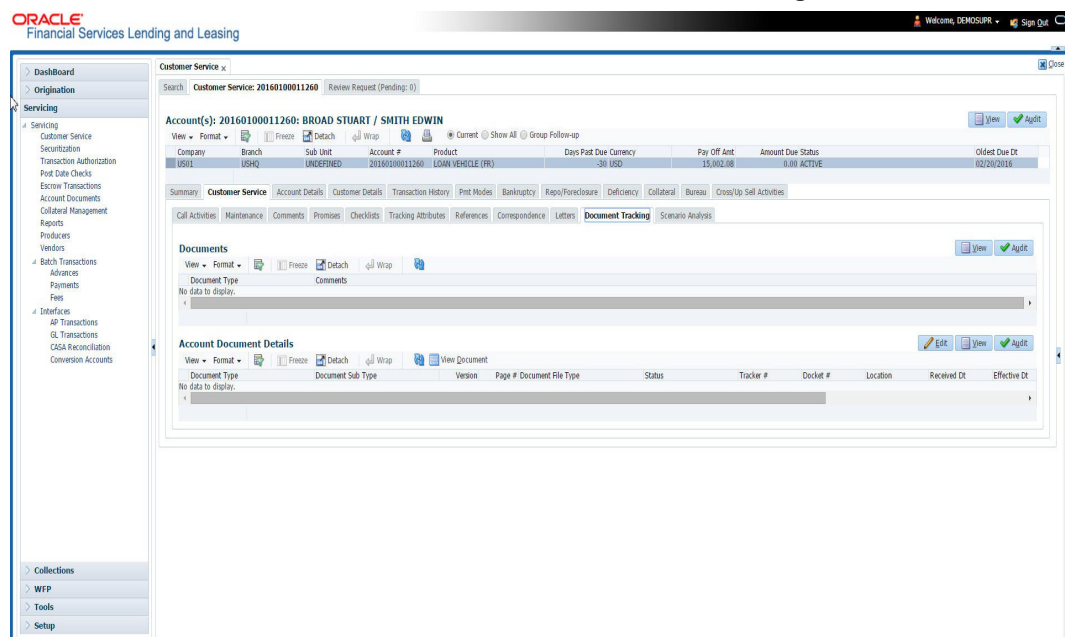 ORACLE
Financial Services Lending and Leasing
Welcome, DEMOSUPR
Sign Out
Close
DashBoard
Origination
Servicing
Servicing
Customer Service
Securitization
Transaction Authorization
Post Date Checks
Escrow Transactions
Account Documents
Collateral Management
Reports
Producers
Vendors
Batch Transactions
Advances
Payments
Fees
Interfaces
AP Transactions
GL Transactions
CASA Reconciliation
Conversion Accounts
Collections
WFP
Tools
Setup
Customer Service x
Search Customer Service: 20160100011260 Review Request (Pending: 0)
Account(s): 20160100011260: BROAD STUART / SMITH EDWIN
View Audit
View Format Freeze Detach Wrap Current Show All Group Follow-up
Company Branch Sub Unit Account # Product Days Past Due Currency Pay Off Amt Amount Due Status Oldest Due Dt
US01 USHQ UNDEFINED 20160100011260 LOAN VEHICLE (FR) -30 USD 15,002.08 0.00 ACTIVE 02/20/2016
Summary Customer Service Account Details Customer Details Transaction History Pmt Modes Bankruptcy Repo/Foreclosure Deficiency Collateral Bureau Cross/Up Sell Activities
Call Activities Maintenance Comments Promises Checklists Tracking Attributes References Correspondence Letters Document Tracking Scenario Analysis
Documents
View Audit
View Format Freeze Detach Wrap
Document Type Comments
No data to display.
Account Document Details
Edit View Audit
View Format Freeze Detach Wrap View Document
Document Type Document Sub Type Version Page # Document File Type Status Tracker # Docket # Location Received Dt Effective Dt
No data to display.